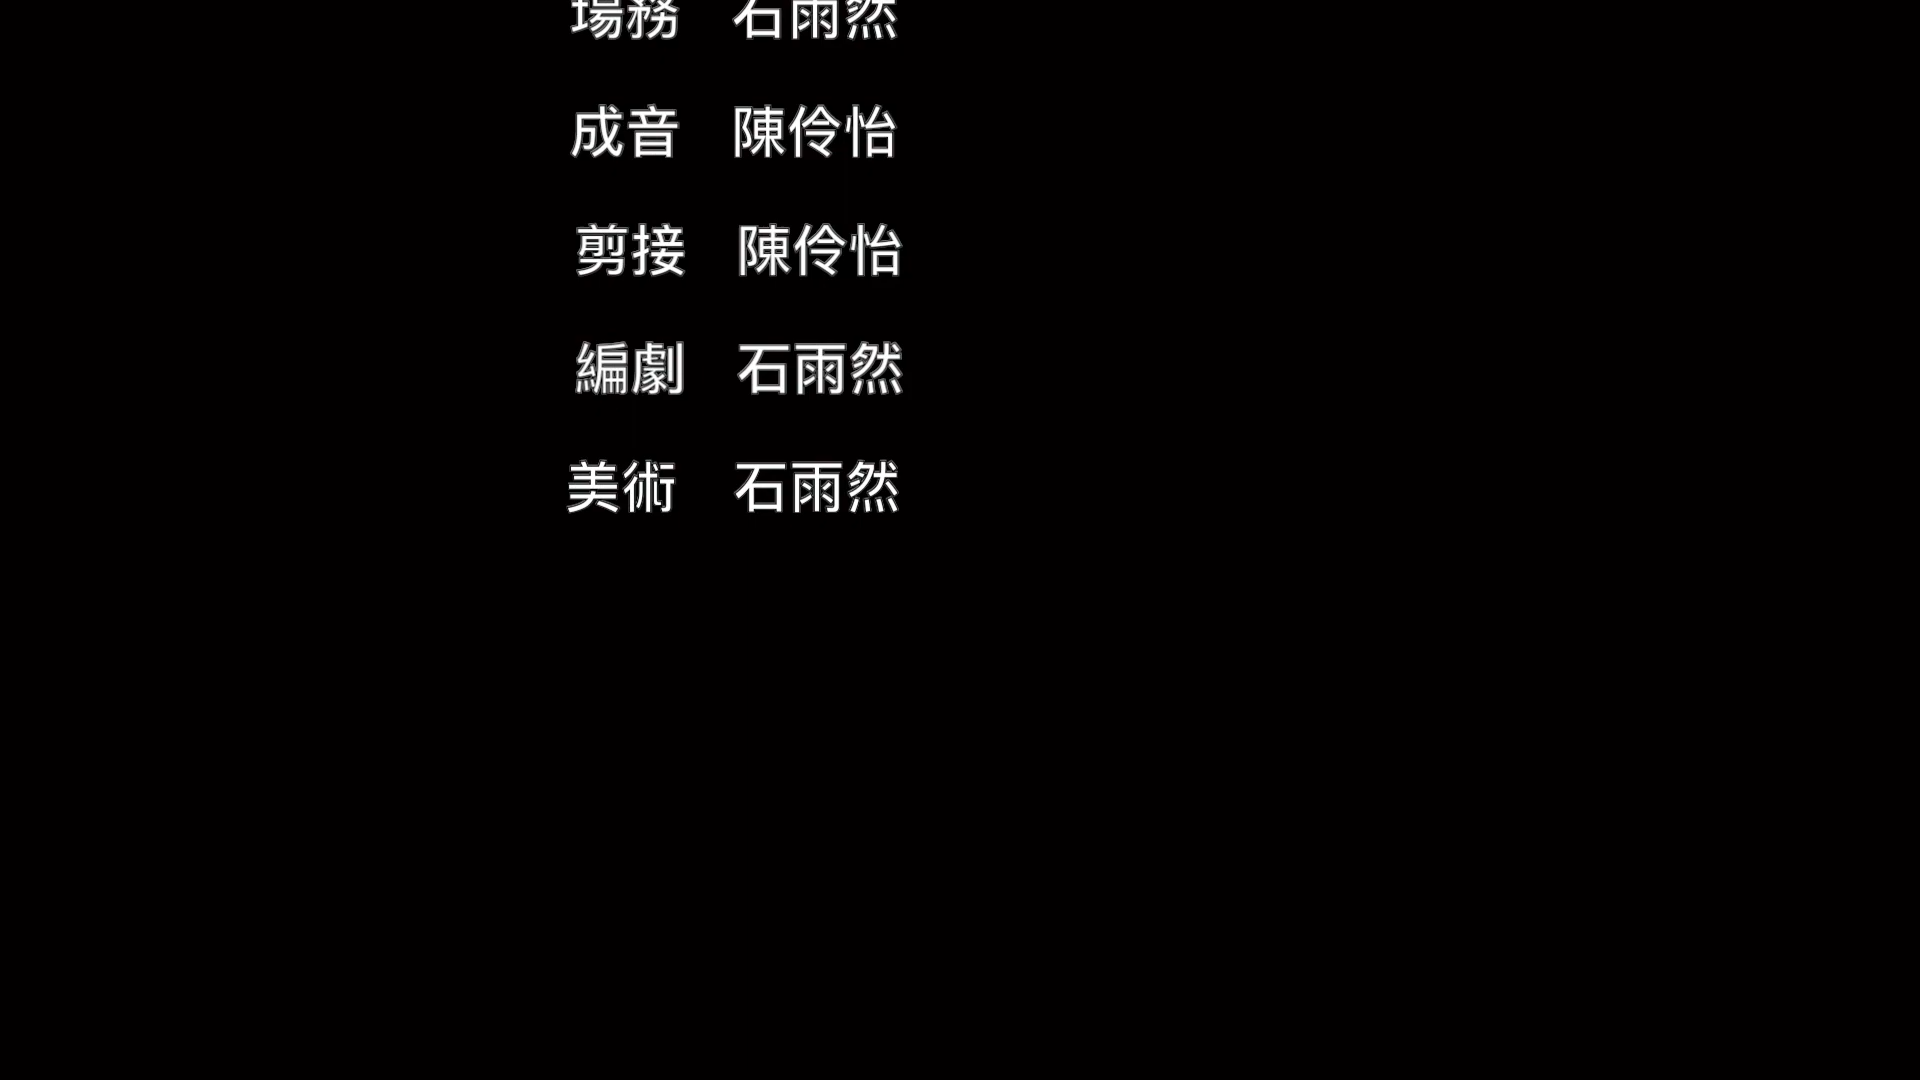 場務 石雨然
成音 陳伶怡
剪接 陳伶怡
編劇 石雨然
美術 石雨然